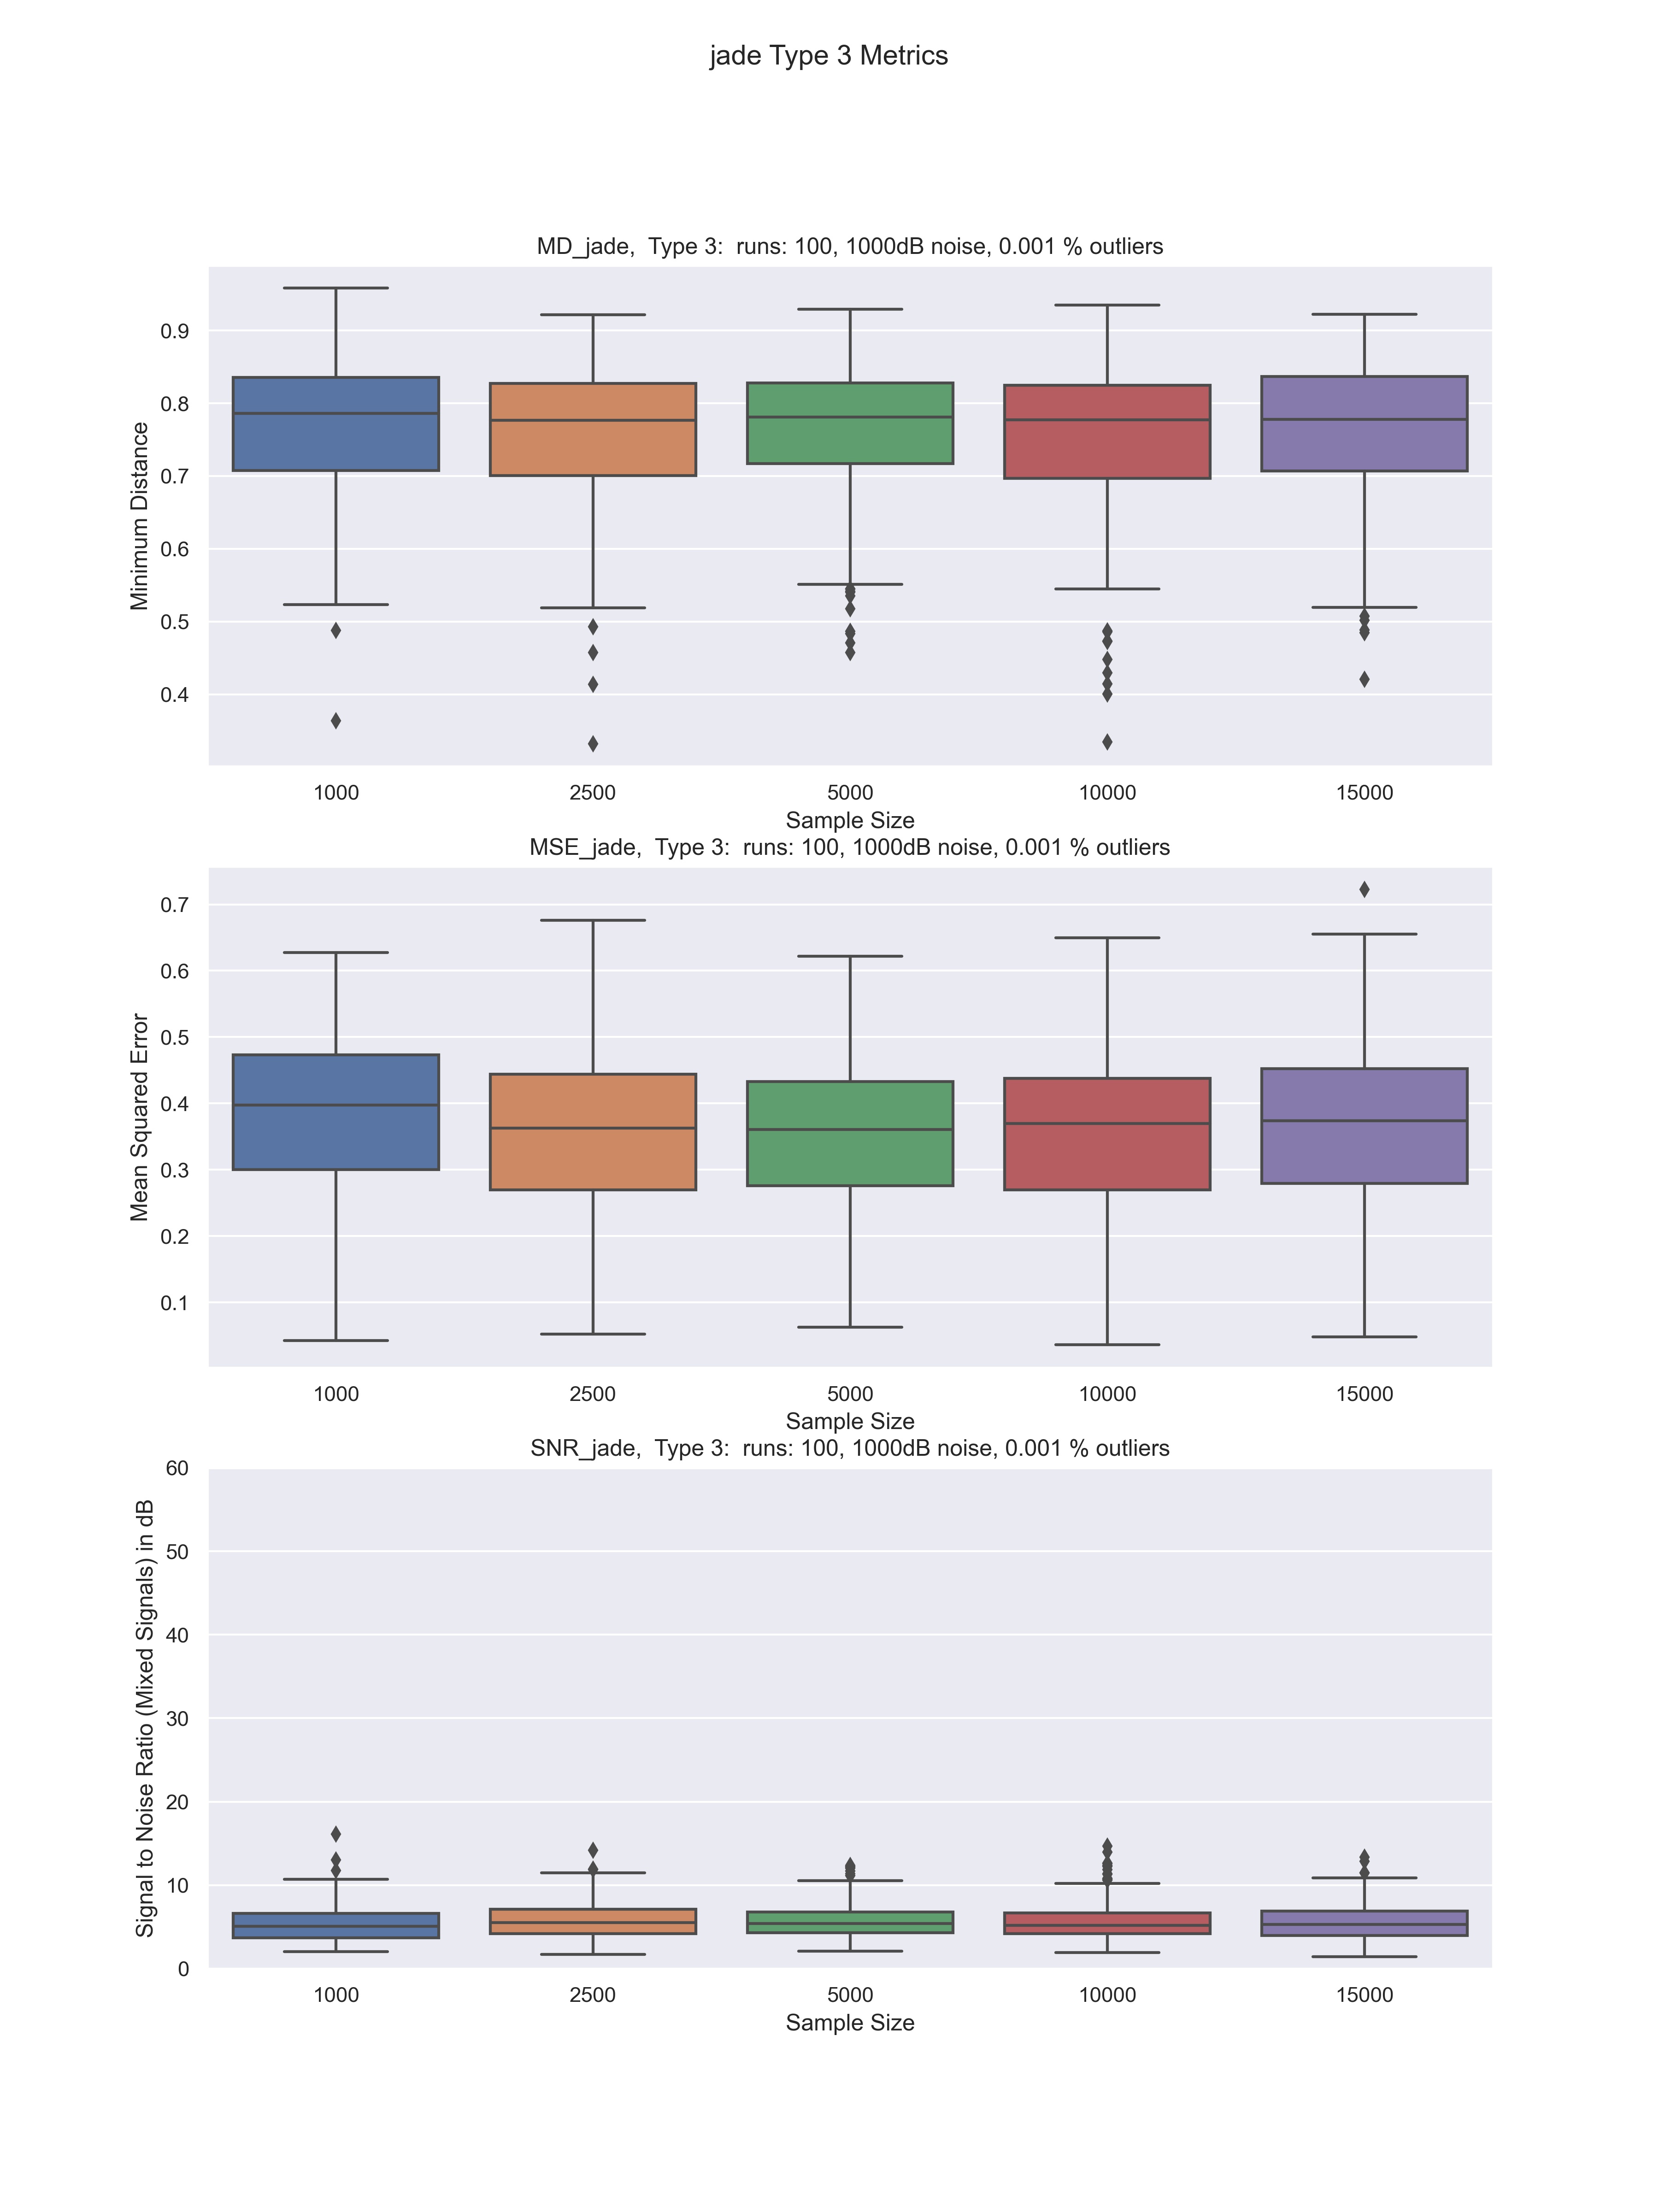 jade Type 3 Metrics
MD_jade,  Type 3:  runs: 100, 1000dB noise, 0.001 % outliers
Minimum Distance
0.9
0.8
0.7
0.6
0.5
0.4
1000 2500 5000 10000 15000
Sample Size
MSE_jade,  Type 3:  runs: 100, 1000dB noise, 0.001 % outliers
Mean Squared Error
0.7
0.6
0.5
0.4
0.3
0.2
0.1
1000 2500 5000 10000 15000
Sample Size
SNR_jade,  Type 3:  runs: 100, 1000dB noise, 0.001 % outliers
Signal to Noise Ratio (Mixed Signals) in dB
60
50
40
30
20
10
0
1000 2500 5000 10000 15000
Sample Size